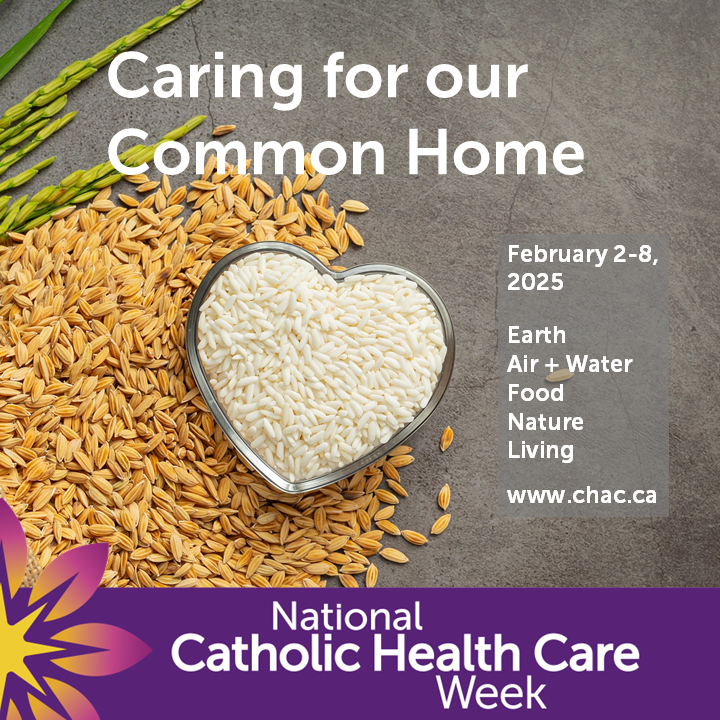 Caring for our
Common Home
February 2-8,
2025
Earth
Air + Water
Food
Nature
Living
www.chac.ca
National
Catholic Health Care
Week